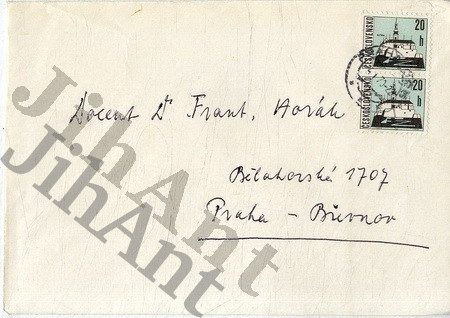 20 h
ČESKOSLOVENSKO
20 h
ČESKOSLOVENSKO
Docent Dr Frant. Horák
Bělohorská 1707
Praha - Břevnov
JihAnt
JihAnt